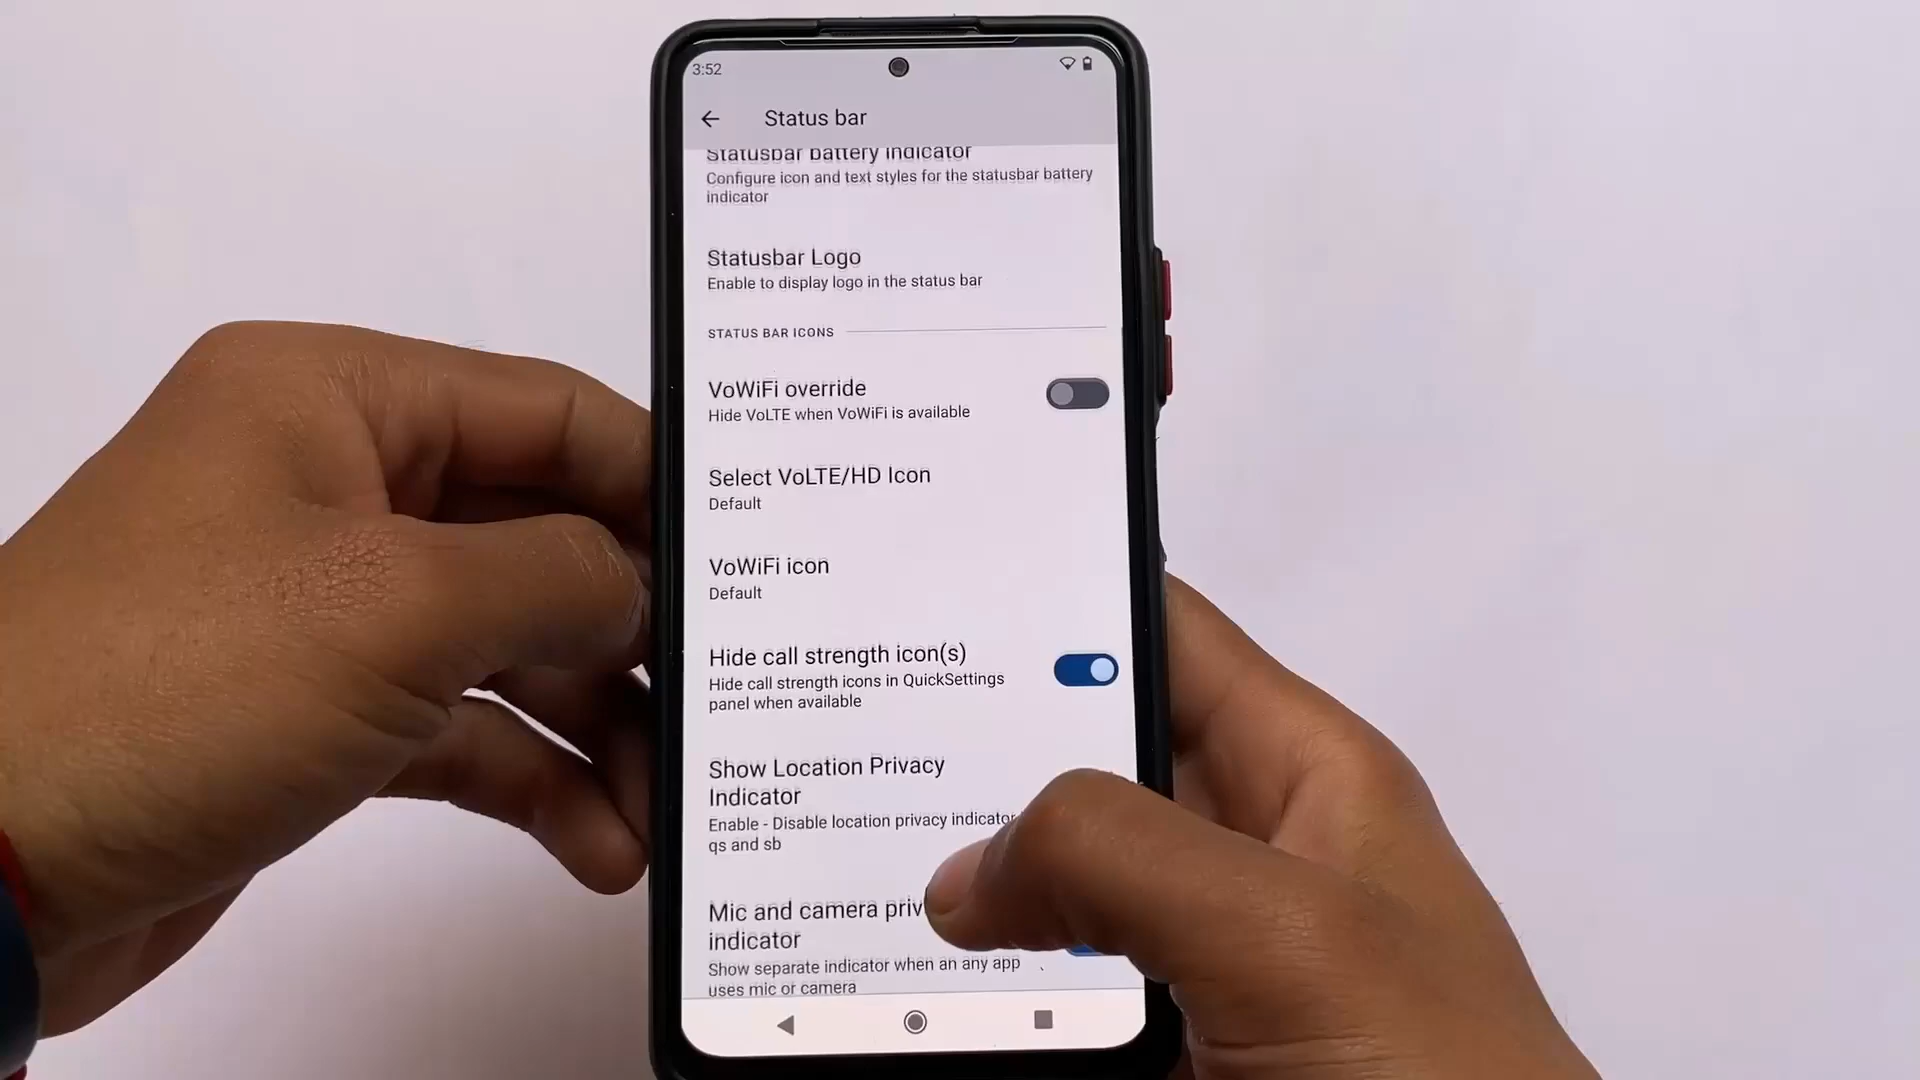 3:52
Status bar
Statusbar battery indicator
Configure icon and text styles for the statusbar battery
indicator
Statusbar Logo
Enable to display logo in the status bar
STATUS BAR ICONS
VoWiFi override
Hide VoLTE when VoWiFi is available
Select VoLTE/HD Icon
Default
VoWiFi icon
Default
Hide call strength icon(s)
Hide call strength icons in QuickSettings
panel when available
Show Location Privacy
Indicator
Enable - Disable location privacy indicator
qs and sb
Mic and camera
indicator
Show separate indicator when an any app
uses mic or camera